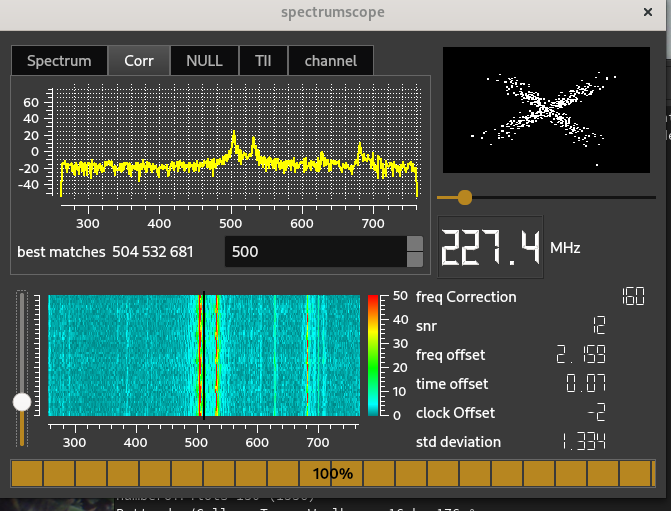 spectrumscope
×
Spectrum Corr NULL TII channel
60
40
20
0
-20
-40
300 400 500 600 700
best matches 504 532 681 500
227.4 MHz
freq Correction 160
snr 12
freq offset 2.159
time offset 0.07
clock Offset -2
std deviation 1.334
50
40
30
20
10
0
300 400 500 600 700
100%